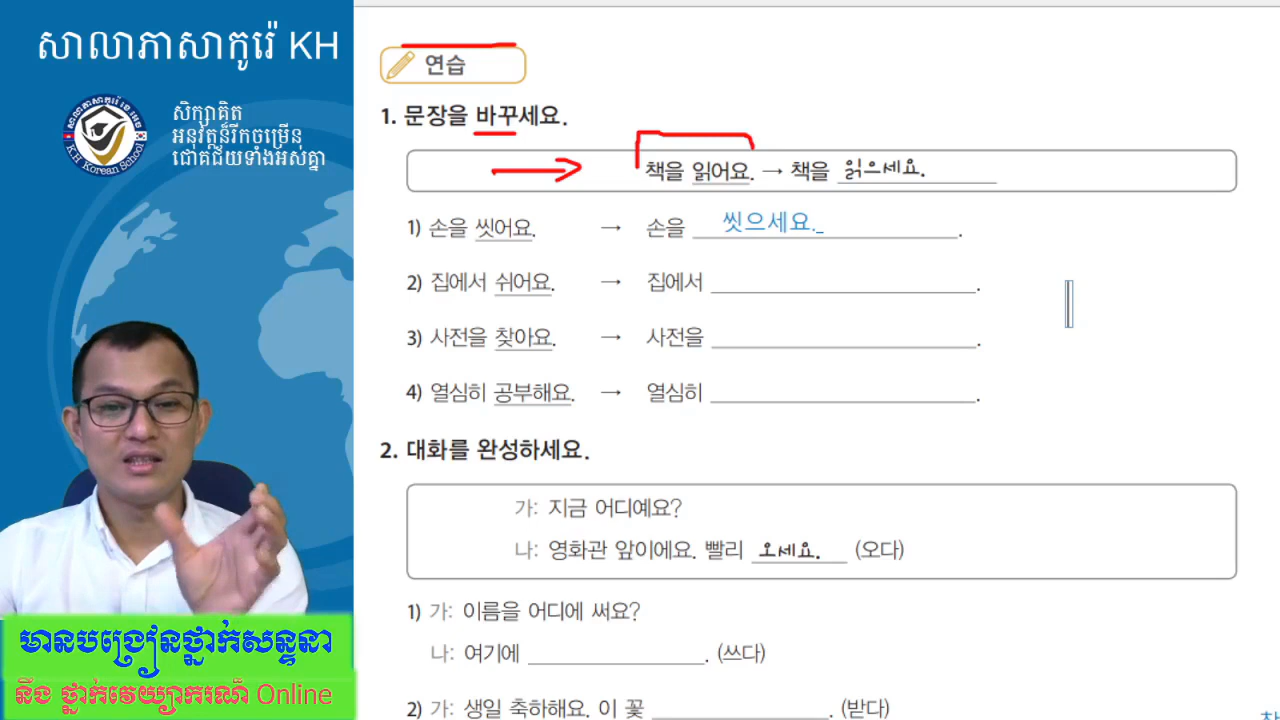 សាលាភាសាកូរ៉េ KH
សិក្សាគិត
អនុវត្តន៍រីកចម្រើន
ជោគជ័យទាំងអស់គ្នា
K.H Korean School
មានបង្រៀនថ្នាក់សន្ទនា
នឹង ថ្នាក់វេយ្យាករណ៍ Online
연습
1. 문장을 바꾸세요.
책을 읽어요. → 책을 읽으세요.
1) 손을 씻어요. → 손을 씻으세요._ .
2) 집에서 쉬어요. → 집에서 .
3) 사전을 찾아요. → 사전을 .
4) 열심히 공부해요. → 열심히 .
2. 대화를 완성하세요.
가: 지금 어디예요?
나: 영화관 앞이에요. 빨리 오세요. (오다)
1) 가: 이름을 어디에 써요?
나: 여기에 . (쓰다)
2) 가: 생일 축하해요. 이 꽃 . (받다)